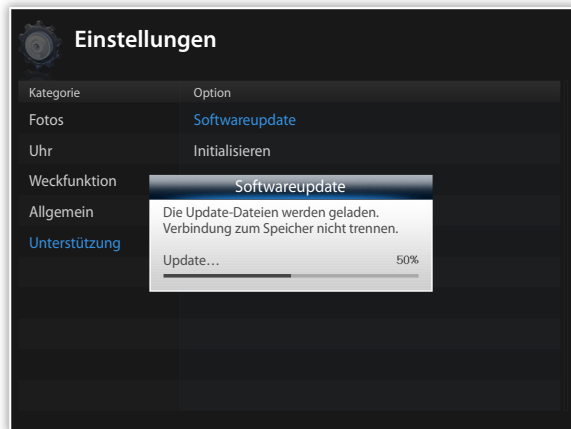 Einstellungen
Kategorie Option
Fotos Softwareupdate
Uhr Initialisieren
Weckfunktion
Softwareupdate
Allgemein
Die Update-Dateien werden geladen.
Verbindung zum Speicher nicht trennen.
Unterstützung
Update… 50%